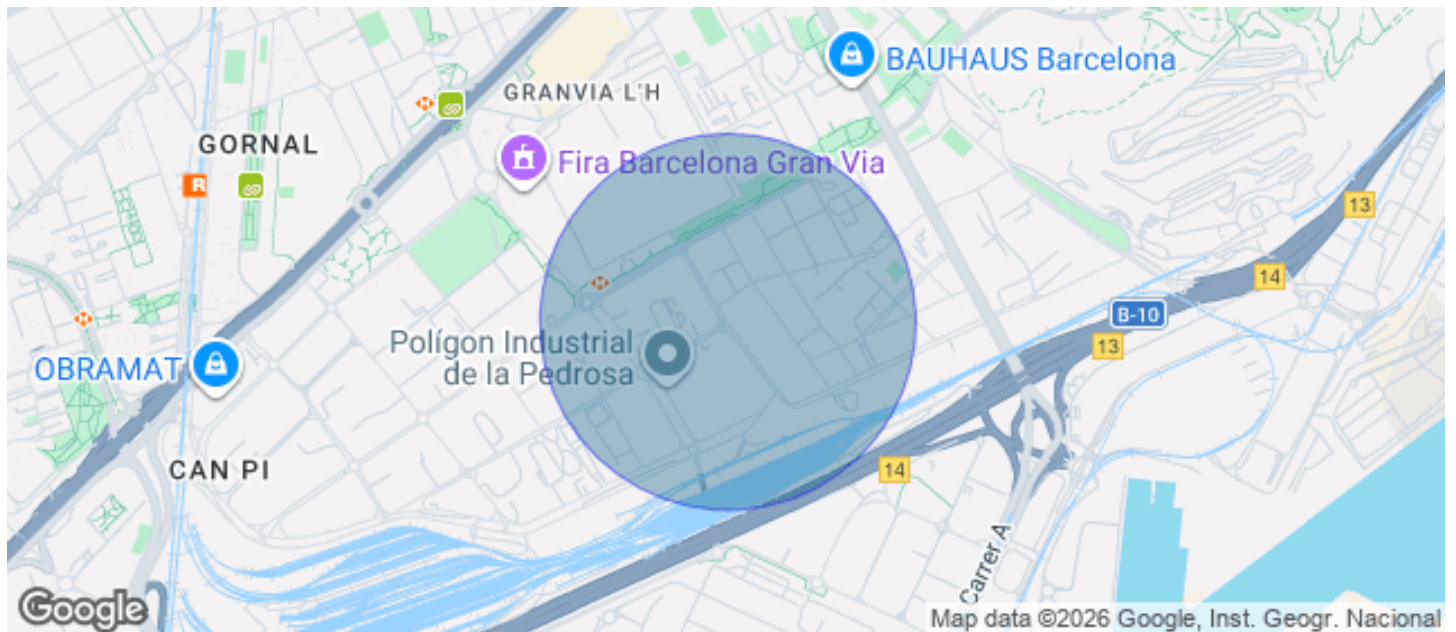 BAUHAUS Barcelona
GRANVIA L'H
GORNAL
R
Fira Barcelona Gran Via
13
14
B-10
13
Polígon Industrial
de la Pedrosa
OBRAMAT
CAN PI
14
Carrer A
Google
Map data ©2026 Google, Inst. Geogr. Nacional